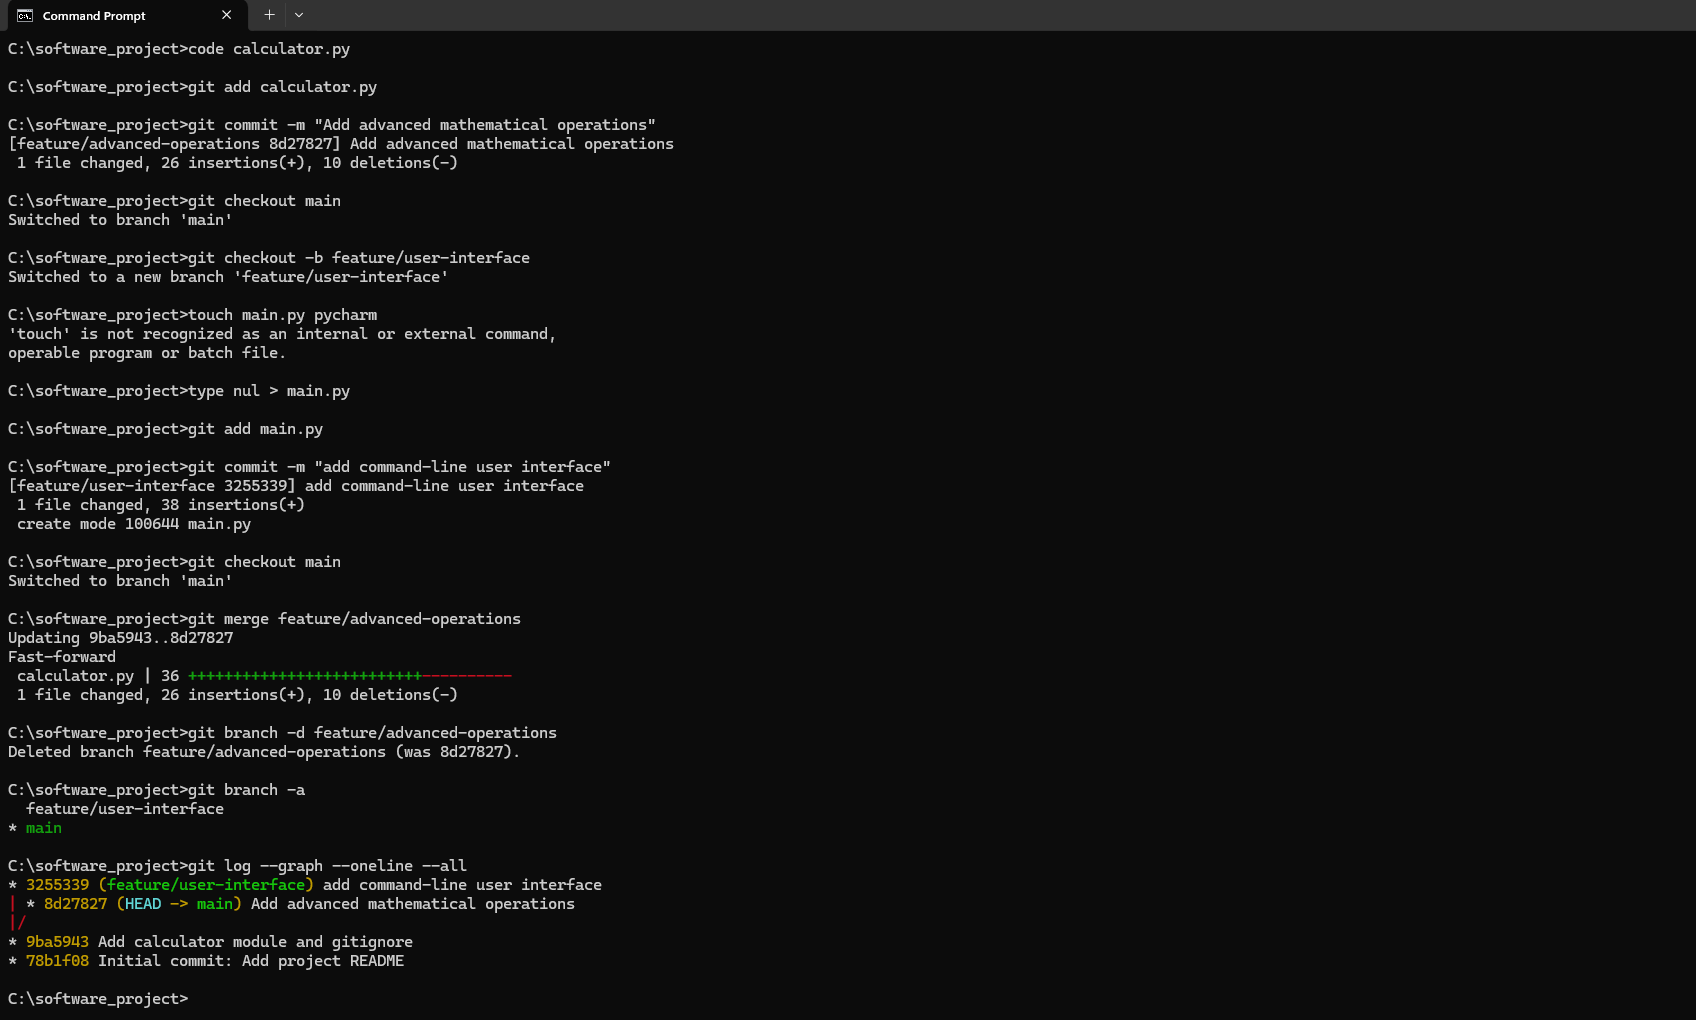 Command Prompt
C:\software_project>code calculator.py
C:\software_project>git add calculator.py
C:\software_project>git commit -m "Add advanced mathematical operations"
[feature/advanced-operations 8d27827] Add advanced mathematical operations
 1 file changed, 26 insertions(+), 10 deletions(-)
C:\software_project>git checkout main
Switched to branch 'main'
C:\software_project>git checkout -b feature/user-interface
Switched to a new branch 'feature/user-interface'
C:\software_project>touch main.py pycharm
'touch' is not recognized as an internal or external command,
operable program or batch file.
C:\software_project>type nul > main.py
C:\software_project>git add main.py
C:\software_project>git commit -m "add command-line user interface"
[feature/user-interface 3255339] add command-line user interface
 1 file changed, 38 insertions(+)
 create mode 100644 main.py
C:\software_project>git checkout main
Switched to branch 'main'
C:\software_project>git merge feature/advanced-operations
Updating 9ba5943..8d27827
Fast-forward
 calculator.py | 36 ++++++++++++++++++++++++++----------
 1 file changed, 26 insertions(+), 10 deletions(-)
C:\software_project>git branch -d feature/advanced-operations
Deleted branch feature/advanced-operations (was 8d27827).
C:\software_project>git branch -a
  feature/user-interface
* main
C:\software_project>git log --graph --oneline --all
* 3255339 (feature/user-interface) add command-line user interface
| * 8d27827 (HEAD -> main) Add advanced mathematical operations
|/
* 9ba5943 Add calculator module and gitignore
* 78b1f08 Initial commit: Add project README
C:\software_project>